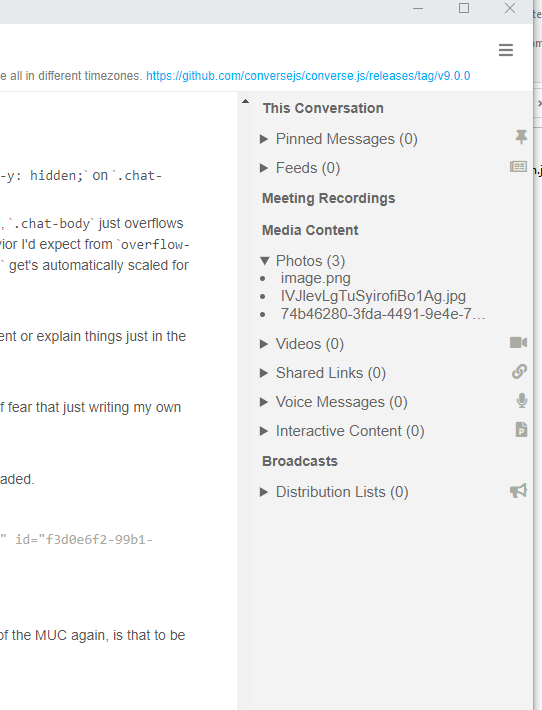 e all in different timezones. https://github.com/conversejs/converse.js/releases/tag/v9.0.0
-y: hidden;` on `.chat-
, `.chat-body` just overflows
vior I'd expect from `overflow-
` get's automatically scaled for
ent or explain things just in the
f fear that just writing my own
aded.
" id="f3d0e6f2-99b1-
of the MUC again, is that to be
This Conversation
Pinned Messages (0)
Feeds (0)
Meeting Recordings
Media Content
Photos (3)
image.png
IVJlevLgTuSyirofiBo1Ag.jpg
74b46280-3fda-4491-9e4e-7…
Videos (0)
Shared Links (0)
Voice Messages (0)
Interactive Content (0)
Broadcasts
Distribution Lists (0)